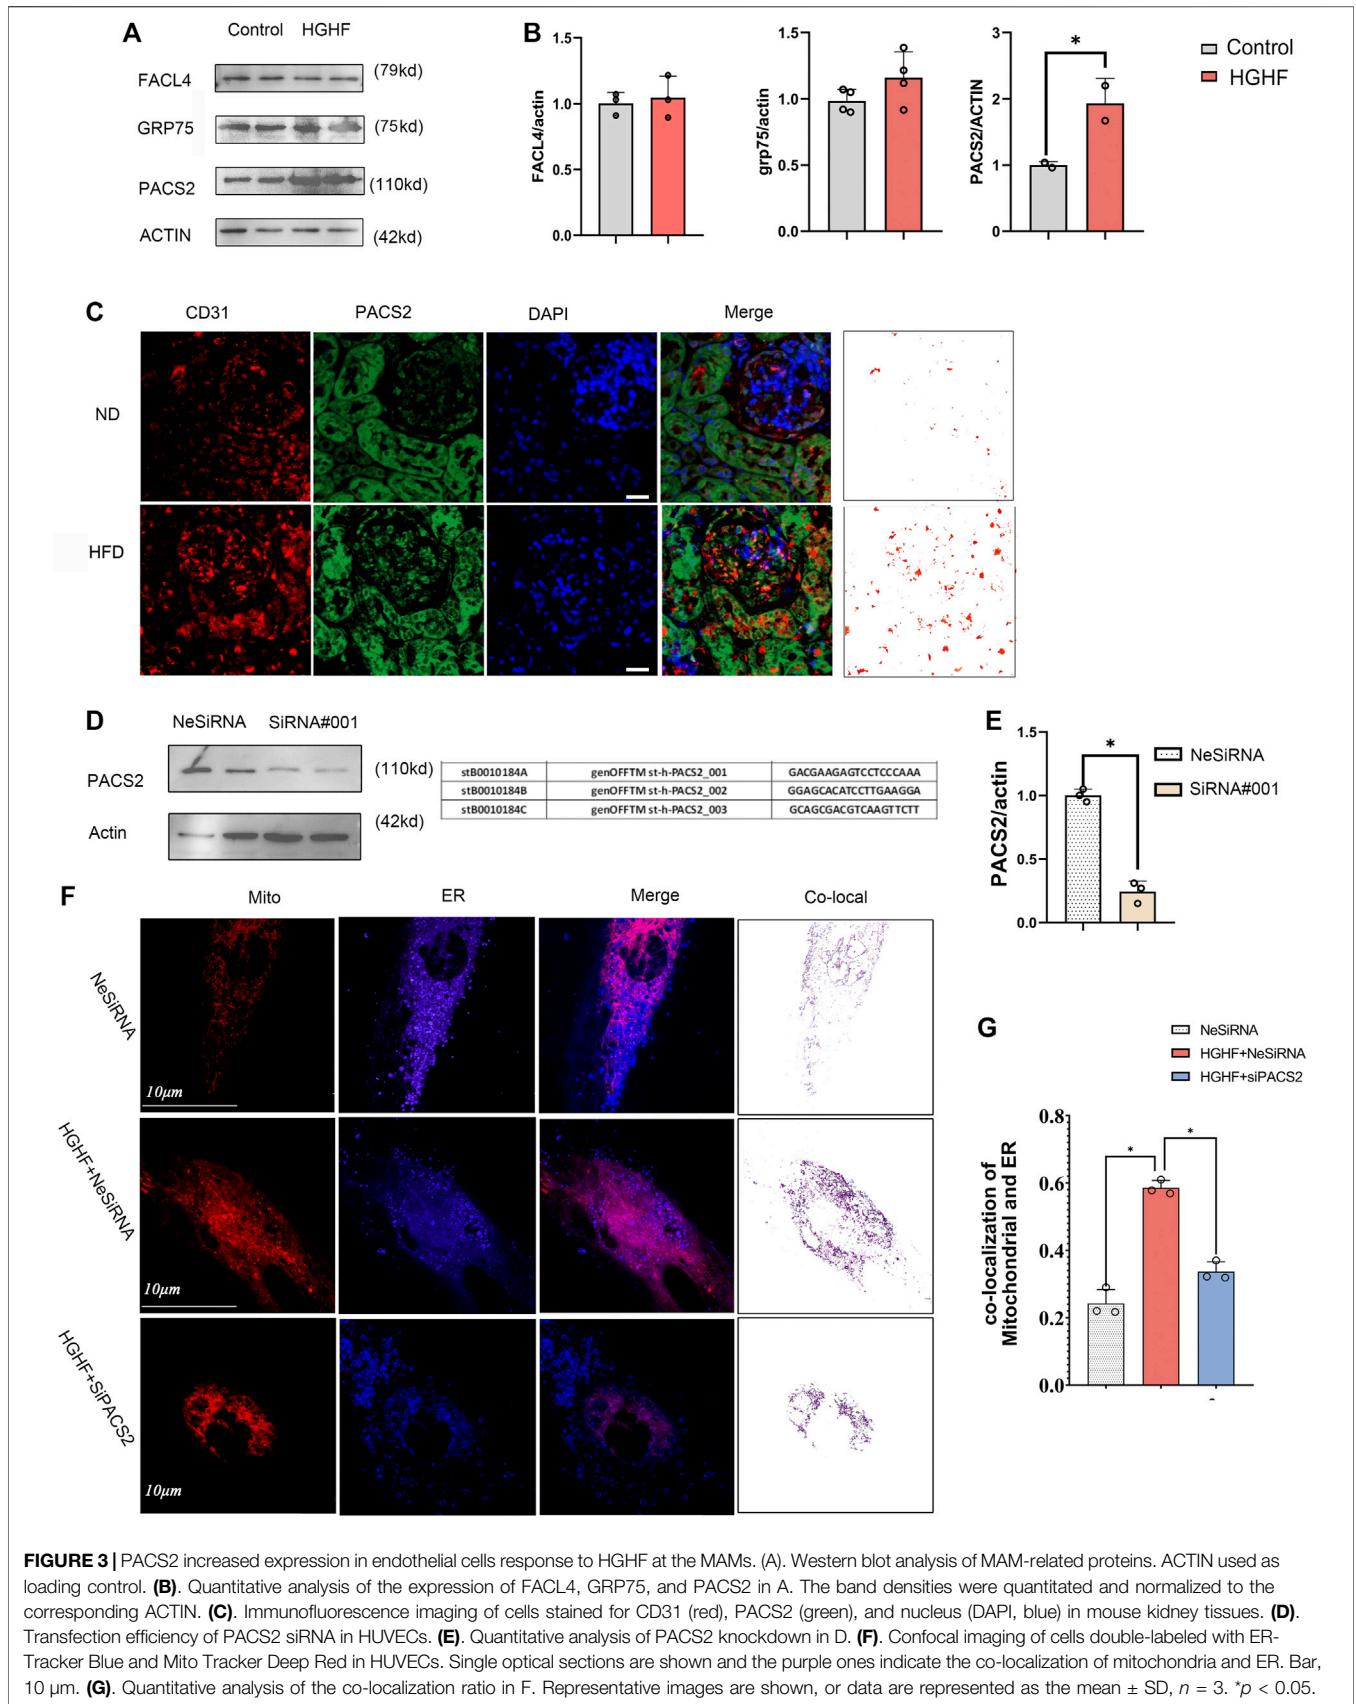 A
Control HGHF
FACL4
(79kd)
GRP75
(75kd)
PACS2
(110kd)
ACTIN
(42kd)
B
1.5
1.0
0.5
0.0
FACL4/actin
1.5
1.0
0.5
0.0
grp75/actin
3
2
1
0
PACS2/ACTIN
*
Control
HGHF
C
CD31 PACS2 DAPI Merge
ND
HFD
D
NeSiRNA SiRNA#001
PACS2
(110kd)
Actin
(42kd)
stB0010184A genOFFTM st-h-PACS2_001 GACGAAGAGTCCTCCCAAA
stB0010184B genOFFTM st-h-PACS2_002 GGAGCACATCCTTGAAGGA
stB0010184C genOFFTM st-h-PACS2_003 GCAGCGACGTCAAGTTCTT
E
1.5
1.0
0.5
0.0
PACS2/actin
*
NeSiRNA
SiRNA#001
F
Mito ER Merge Co-local
NeSiRNA
10μm
HGHF+NeSiRNA
10μm
HGHF+SiPACS2
10μm
G
NeSiRNA
HGHF+NeSiRNA
HGHF+siPACS2
0.8
0.6
0.4
0.2
0.0
co-localization of
Mitochondrial and ER
*
*
FIGURE 3 | PACS2 increased expression in endothelial cells response to HGHF at the MAMs. (A). Western blot analysis of MAM-related proteins. ACTIN used as
loading control. (B). Quantitative analysis of the expression of FACL4, GRP75, and PACS2 in A. The band densities were quantitated and normalized to the
corresponding ACTIN. (C). Immunofluorescence imaging of cells stained for CD31 (red), PACS2 (green), and nucleus (DAPI, blue) in mouse kidney tissues. (D).
Transfection efficiency of PACS2 siRNA in HUVECs. (E). Quantitative analysis of PACS2 knockdown in D. (F). Confocal imaging of cells double-labeled with ER-
Tracker Blue and Mito Tracker Deep Red in HUVECs. Single optical sections are shown and the purple ones indicate the co-localization of mitochondria and ER. Bar,
10 μm. (G). Quantitative analysis of the co-localization ratio in F. Representative images are shown, or data are represented as the mean ± SD, n = 3. *p < 0.05.